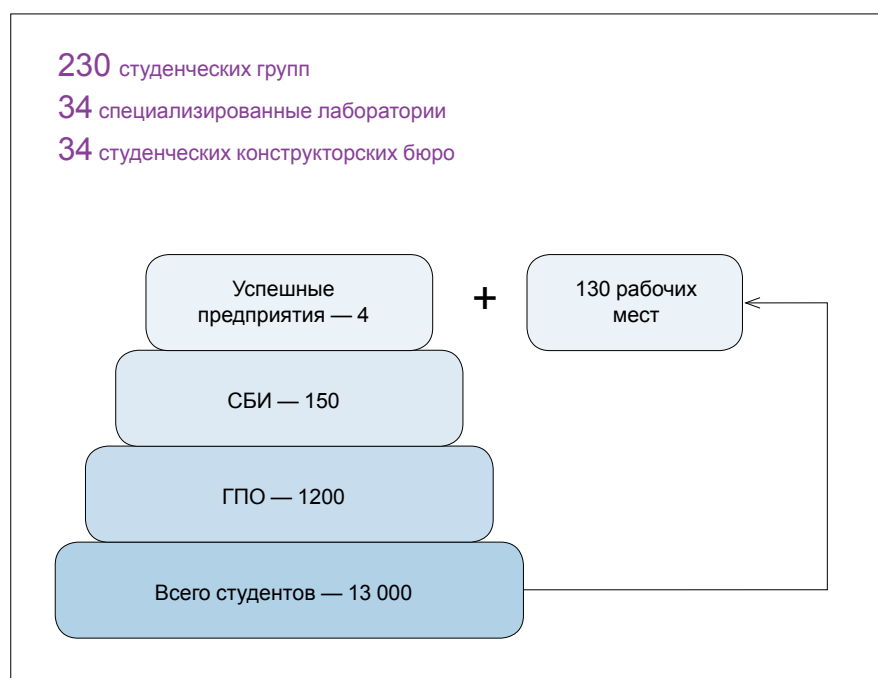 230 студенческих групп
34 специализированные лаборатории
34 студенческих конструкторских бюро
Успешные
предприятия — 4
+
130 рабочих
мест
СБИ — 150
ГПО — 1200
Всего студентов — 13 000